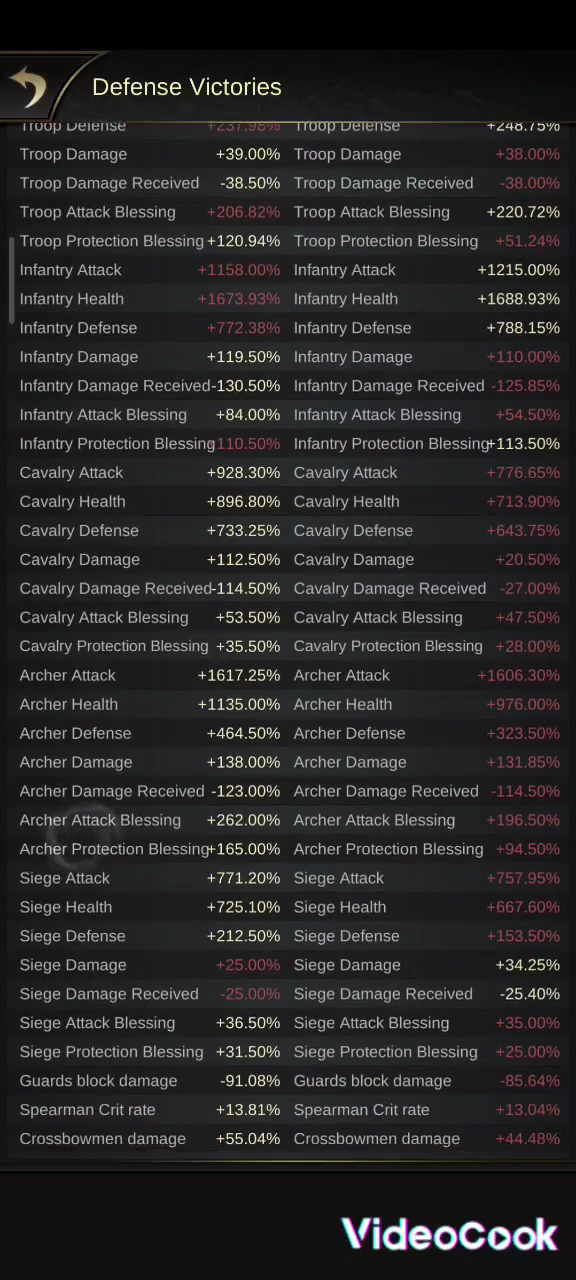 Defense Victories
Troop Defense +237.98% Troop Defense +248.75%
Troop Damage +39.00% Troop Damage +38.00%
Troop Damage Received -38.50% Troop Damage Received -38.00%
Troop Attack Blessing +206.82% Troop Attack Blessing +220.72%
Troop Protection Blessing +120.94% Troop Protection Blessing +51.24%
Infantry Attack +1158.00% Infantry Attack +1215.00%
Infantry Health +1673.93% Infantry Health +1688.93%
Infantry Defense +772.38% Infantry Defense +788.15%
Infantry Damage +119.50% Infantry Damage +110.00%
Infantry Damage Received -130.50% Infantry Damage Received -125.85%
Infantry Attack Blessing +84.00% Infantry Attack Blessing +54.50%
Infantry Protection Blessing +110.50% Infantry Protection Blessing +113.50%
Cavalry Attack +928.30% Cavalry Attack +776.65%
Cavalry Health +896.80% Cavalry Health +713.90%
Cavalry Defense +733.25% Cavalry Defense +643.75%
Cavalry Damage +112.50% Cavalry Damage +20.50%
Cavalry Damage Received -114.50% Cavalry Damage Received -27.00%
Cavalry Attack Blessing +53.50% Cavalry Attack Blessing +47.50%
Cavalry Protection Blessing +35.50% Cavalry Protection Blessing +28.00%
Archer Attack +1617.25% Archer Attack +1606.30%
Archer Health +1135.00% Archer Health +976.00%
Archer Defense +464.50% Archer Defense +323.50%
Archer Damage +138.00% Archer Damage +131.85%
Archer Damage Received -123.00% Archer Damage Received -114.50%
Archer Attack Blessing +262.00% Archer Attack Blessing +196.50%
Archer Protection Blessing +165.00% Archer Protection Blessing +94.50%
Siege Attack +771.20% Siege Attack +757.95%
Siege Health +725.10% Siege Health +667.60%
Siege Defense +212.50% Siege Defense +153.50%
Siege Damage +25.00% Siege Damage +34.25%
Siege Damage Received -25.00% Siege Damage Received -25.40%
Siege Attack Blessing +36.50% Siege Attack Blessing +35.00%
Siege Protection Blessing +31.50% Siege Protection Blessing +25.00%
Guards block damage -91.08% Guards block damage -85.64%
Spearman Crit rate +13.81% Spearman Crit rate +13.04%
Crossbowmen damage +55.04% Crossbowmen damage +44.48%
VideoCook